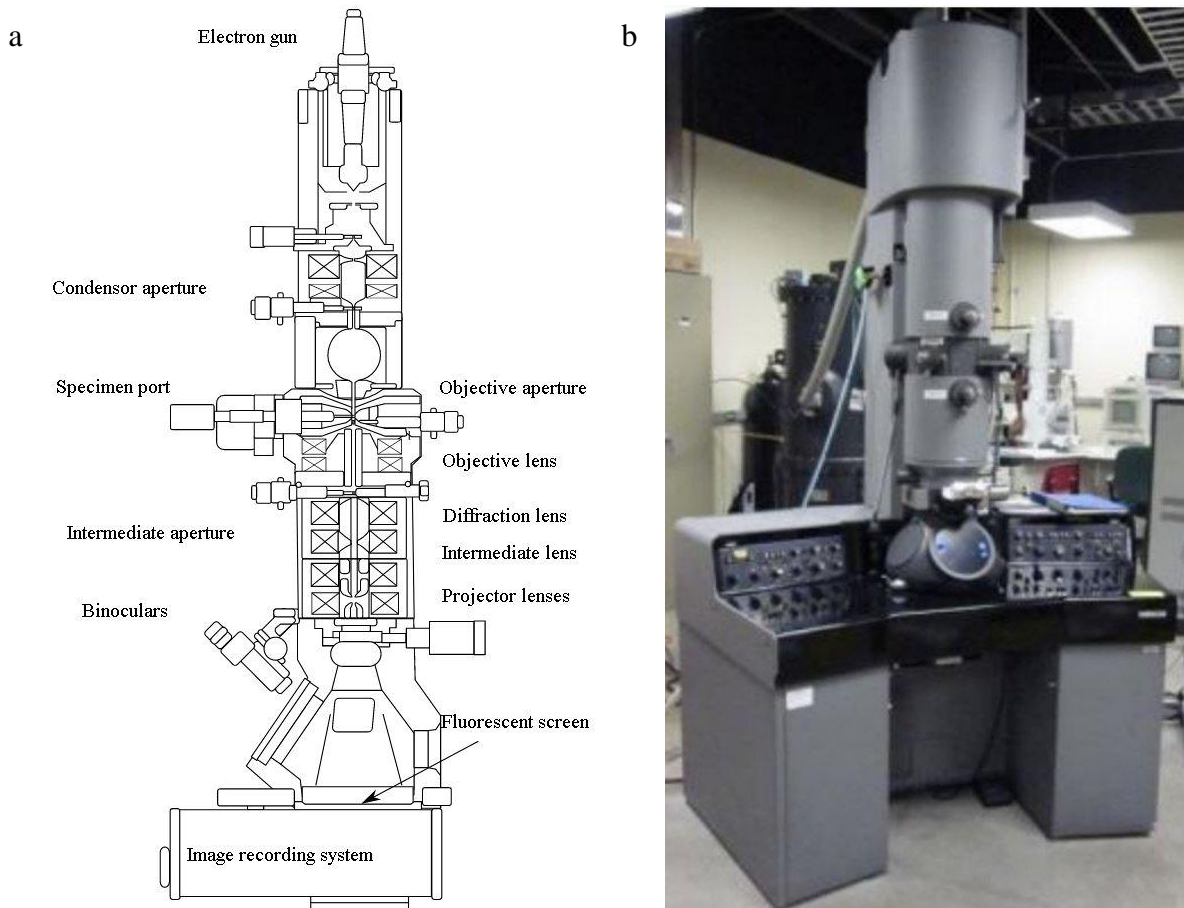 a
b
Electron gun
Condensor aperture
Specimen port
Objective aperture
Objective lens
Intermediate aperture
Diffraction lens
Intermediate lens
Binoculars
Projector lenses
Fluorescent screen
Image recording system